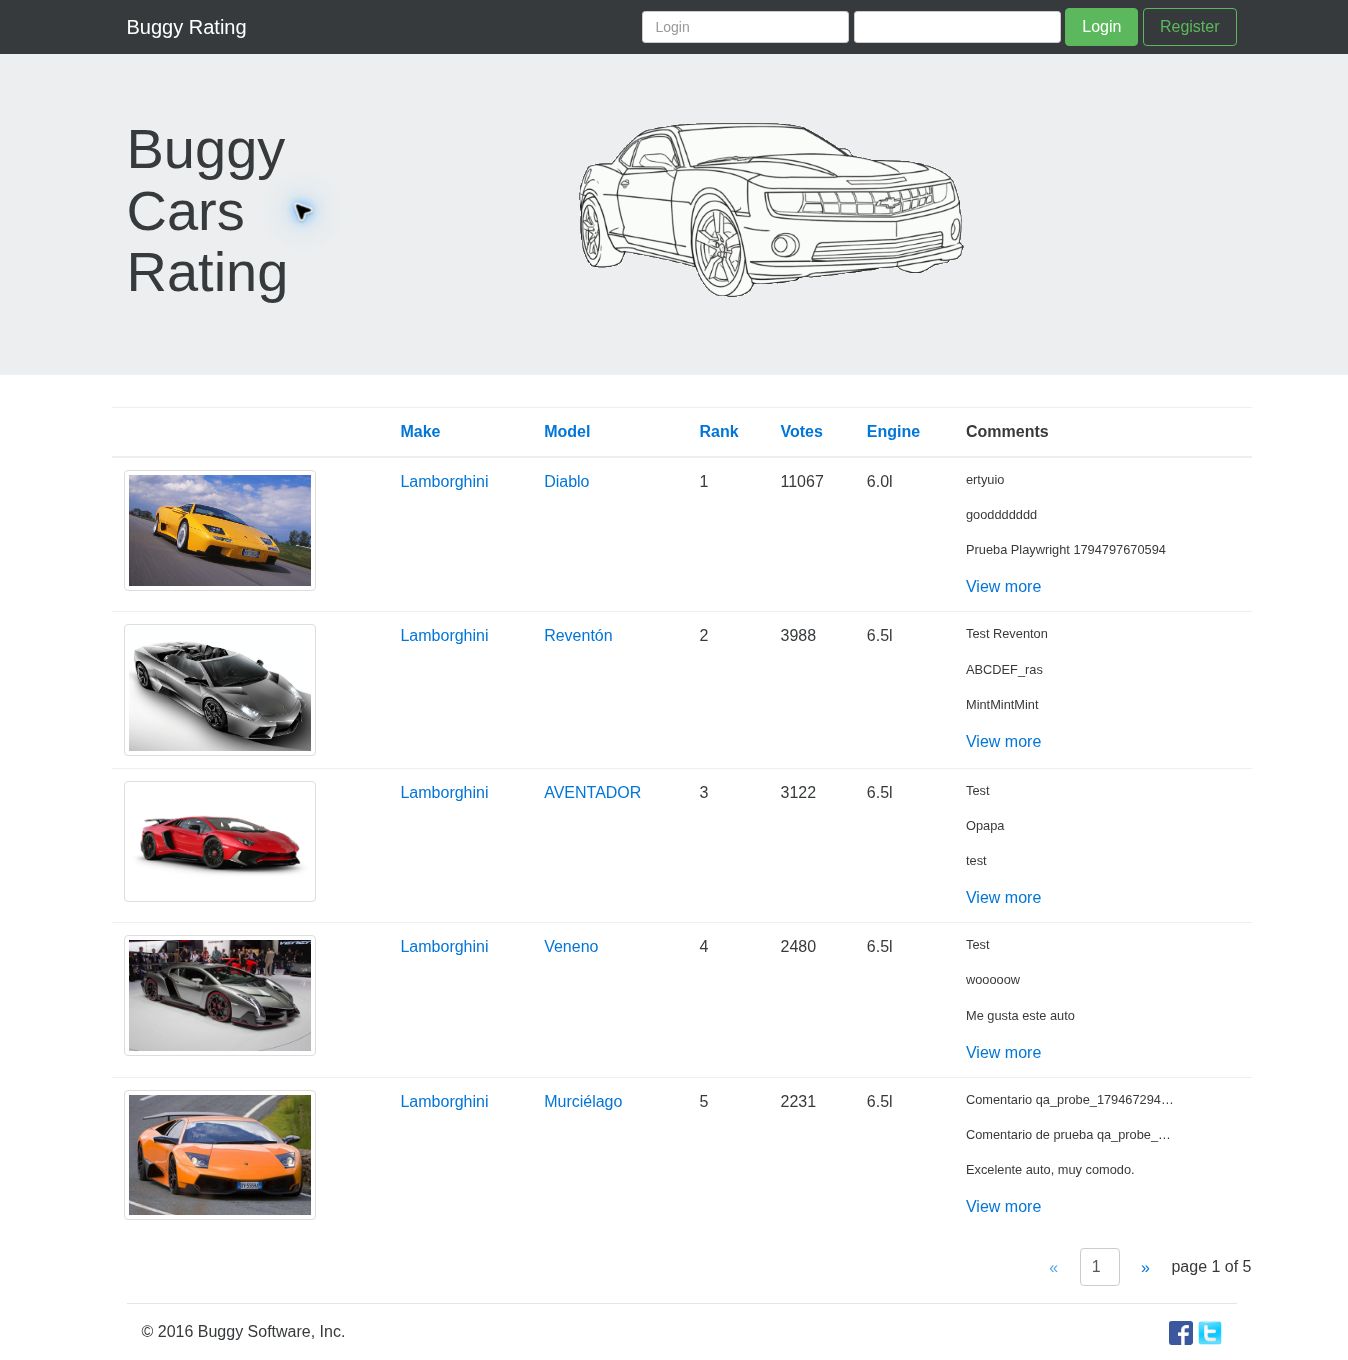 Buggy Rating
Login
Login
Register
Buggy
Cars
Rating
Make Model Rank Votes Engine Comments
Lamborghini Diablo 1 11067 6.0l ertyuio
goodddddd
Prueba Playwright 1794797670594
View more
Lamborghini Reventón 2 3988 6.5l Test Reventon
ABCDEF_ras
MintMintMint
View more
Lamborghini AVENTADOR 3 3122 6.5l Test
Opapa
test
View more
Lamborghini Veneno 4 2480 6.5l Test
wooooow
Me gusta este auto
View more
Lamborghini Murciélago 5 2231 6.5l Comentario qa_probe_179467294…
Comentario de prueba qa_probe_…
Excelente auto, muy comodo.
View more
« 1 » page 1 of 5
© 2016 Buggy Software, Inc.